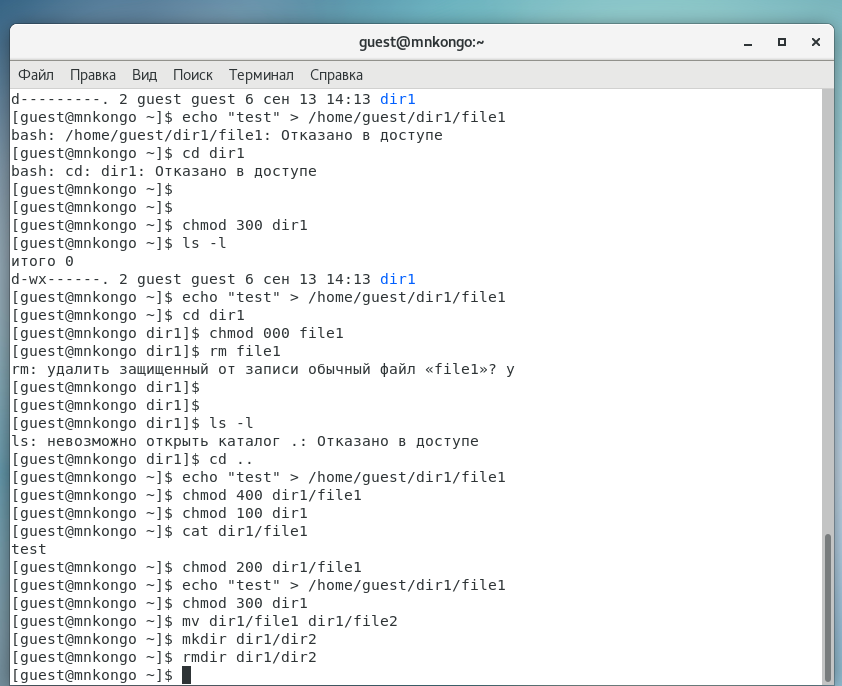 guest@mnkongo:~
Файл Правка Вид Поиск Терминал Справка
d---------. 2 guest guest 6 сен 13 14:13 dir1
[guest@mnkongo ~]$ echo "test" > /home/guest/dir1/file1
bash: /home/guest/dir1/file1: Отказано в доступе
[guest@mnkongo ~]$ cd dir1
bash: cd: dir1: Отказано в доступе
[guest@mnkongo ~]$
[guest@mnkongo ~]$
[guest@mnkongo ~]$ chmod 300 dir1
[guest@mnkongo ~]$ ls -l
итого 0
d-wx------. 2 guest guest 6 сен 13 14:13 dir1
[guest@mnkongo ~]$ echo "test" > /home/guest/dir1/file1
[guest@mnkongo ~]$ cd dir1
[guest@mnkongo dir1]$ chmod 000 file1
[guest@mnkongo dir1]$ rm file1
rm: удалить защищенный от записи обычный файл «file1»? y
[guest@mnkongo dir1]$
[guest@mnkongo dir1]$
[guest@mnkongo dir1]$ ls -l
ls: невозможно открыть каталог .: Отказано в доступе
[guest@mnkongo dir1]$ cd ..
[guest@mnkongo ~]$ echo "test" > /home/guest/dir1/file1
[guest@mnkongo ~]$ chmod 400 dir1/file1
[guest@mnkongo ~]$ chmod 100 dir1
[guest@mnkongo ~]$ cat dir1/file1
test
[guest@mnkongo ~]$ chmod 200 dir1/file1
[guest@mnkongo ~]$ echo "test" > /home/guest/dir1/file1
[guest@mnkongo ~]$ chmod 300 dir1
[guest@mnkongo ~]$ mv dir1/file1 dir1/file2
[guest@mnkongo ~]$ mkdir dir1/dir2
[guest@mnkongo ~]$ rmdir dir1/dir2
[guest@mnkongo ~]$